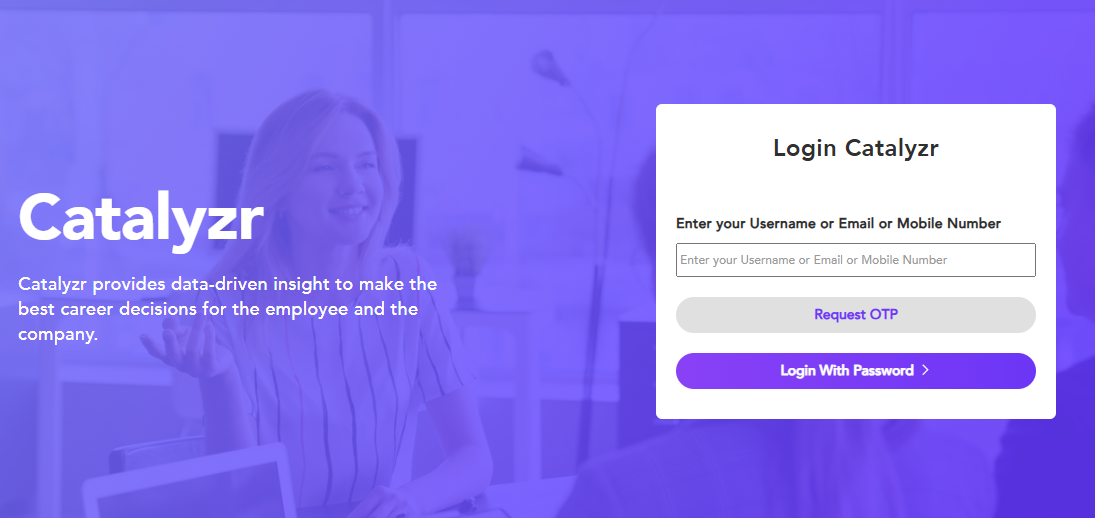 Catalyzr
Catalyzr provides data-driven insight to make the
best career decisions for the employee and the
company.
Login Catalyzr
Enter your Username or Email or Mobile Number
Enter your Username or Email or Mobile Number
Request OTP
Login With Password >